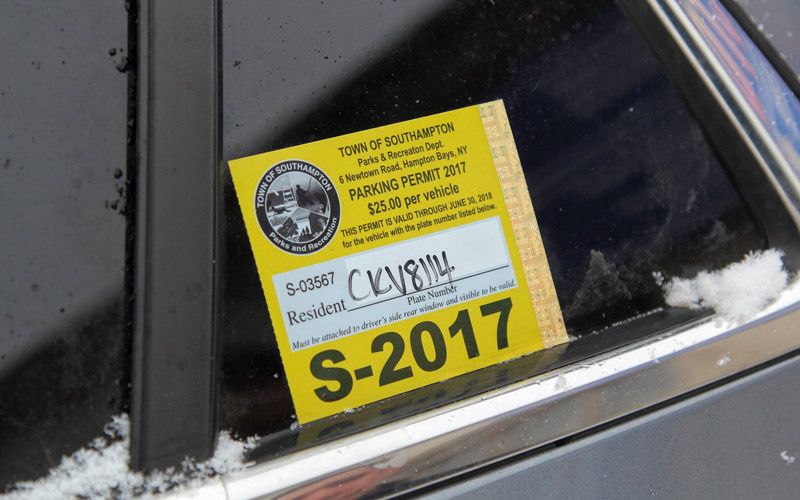 TOWN OF SOUTHAMPTON
Parks & Recreaton Dept.
6 Newtown Road, Hampton Bays, NY
PARKING PERMIT 2017
$25.00 per vehicle
THIS PERMIT IS VALID THROUGH JUNE 30, 2018
for the vehicle with the plate number listed below.
TOWN OF SOUTHAMPTON
Parks and Recreation
S-03567
Resident CKV8114
Plate Number
Must be attached to driver's side rear window and visible to be valid.
S-2017